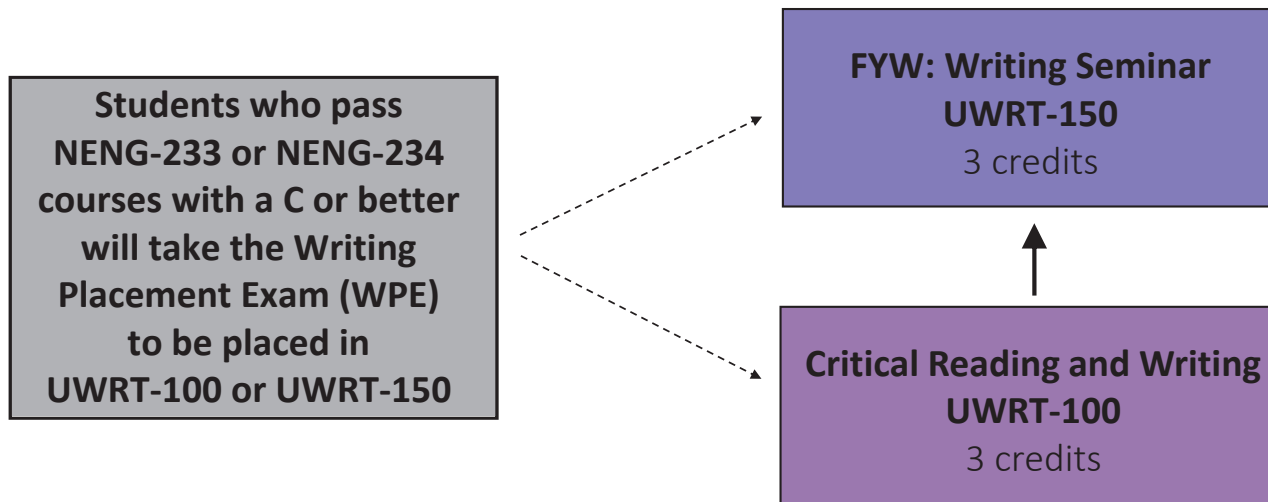 Students who pass
NENG-233 or NENG-234
courses with a C or better
will take the Writing
Placement Exam (WPE)
to be placed in
UWRT-100 or UWRT-150
FYW: Writing Seminar
UWRT-150
3 credits
Critical Reading and Writing
UWRT-100
3 credits